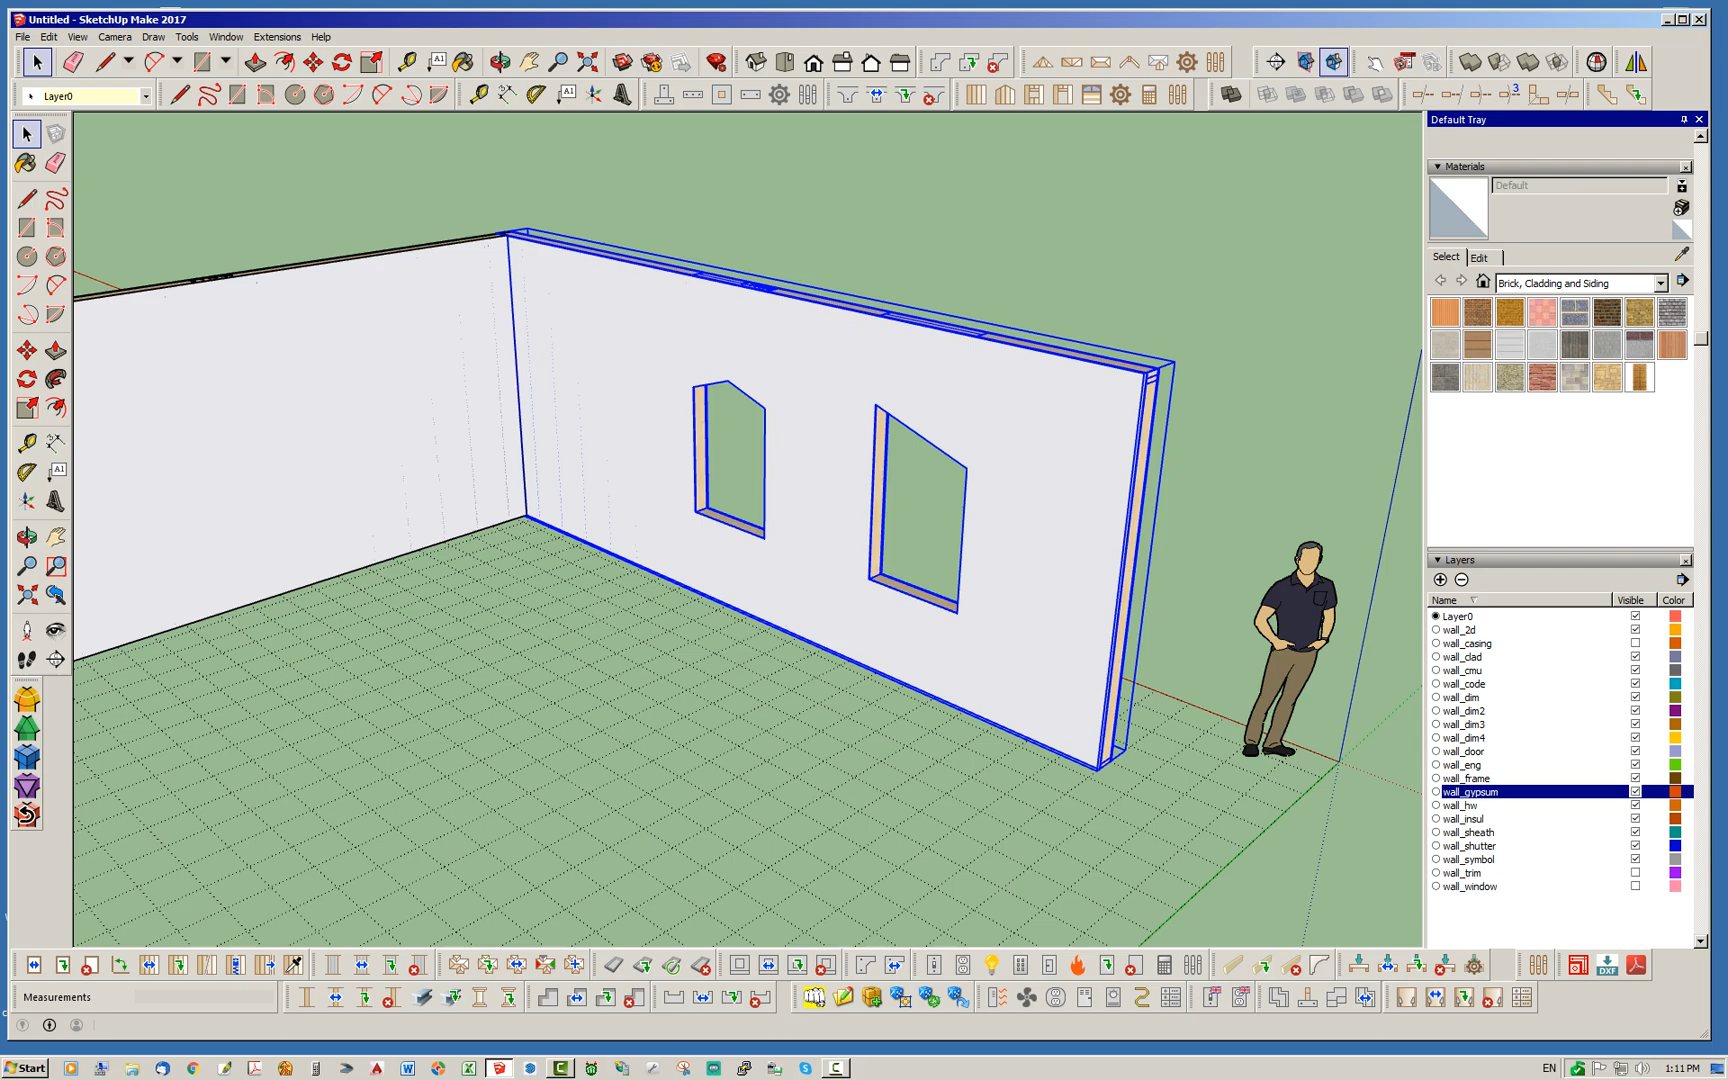 Untitled - SketchUp Make 2017
File Edit View Camera Draw Tools Window Extensions Help
Layer0
Default Tray
Materials
Default
Select Edit
Brick, Cladding and Siding
Layers
Name Visible Color
Layer0
wall_2d
wall_casing
wall_clad
wall_cmu
wall_code
wall_dim
wall_dim2
wall_dim3
wall_dim4
wall_door
wall_eng
wall_frame
wall_gypsum
wall_hw
wall_insul
wall_sheath
wall_shutter
wall_symbol
wall_trim
wall_window
Measurements
Start
EN
1:11 PM